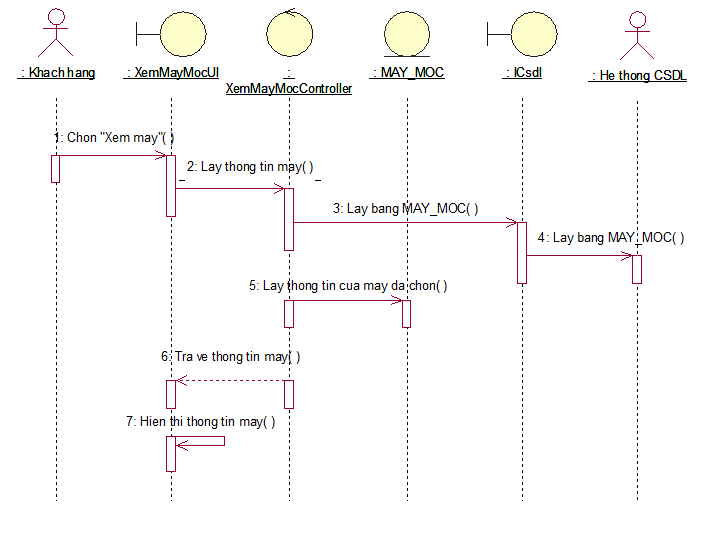 : Khach hang
: XemMayMocUI
:
XemMayMocController
: MAY_MOC
: ICsdl
: He thong CSDL
1: Chon "Xem may"( )
2: Lay thong tin may( )
3: Lay bang MAY_MOC( )
4: Lay bang MAY_MOC( )
5: Lay thong tin cua may da chon( )
6: Tra ve thong tin may( )
7: Hien thi thong tin may( )